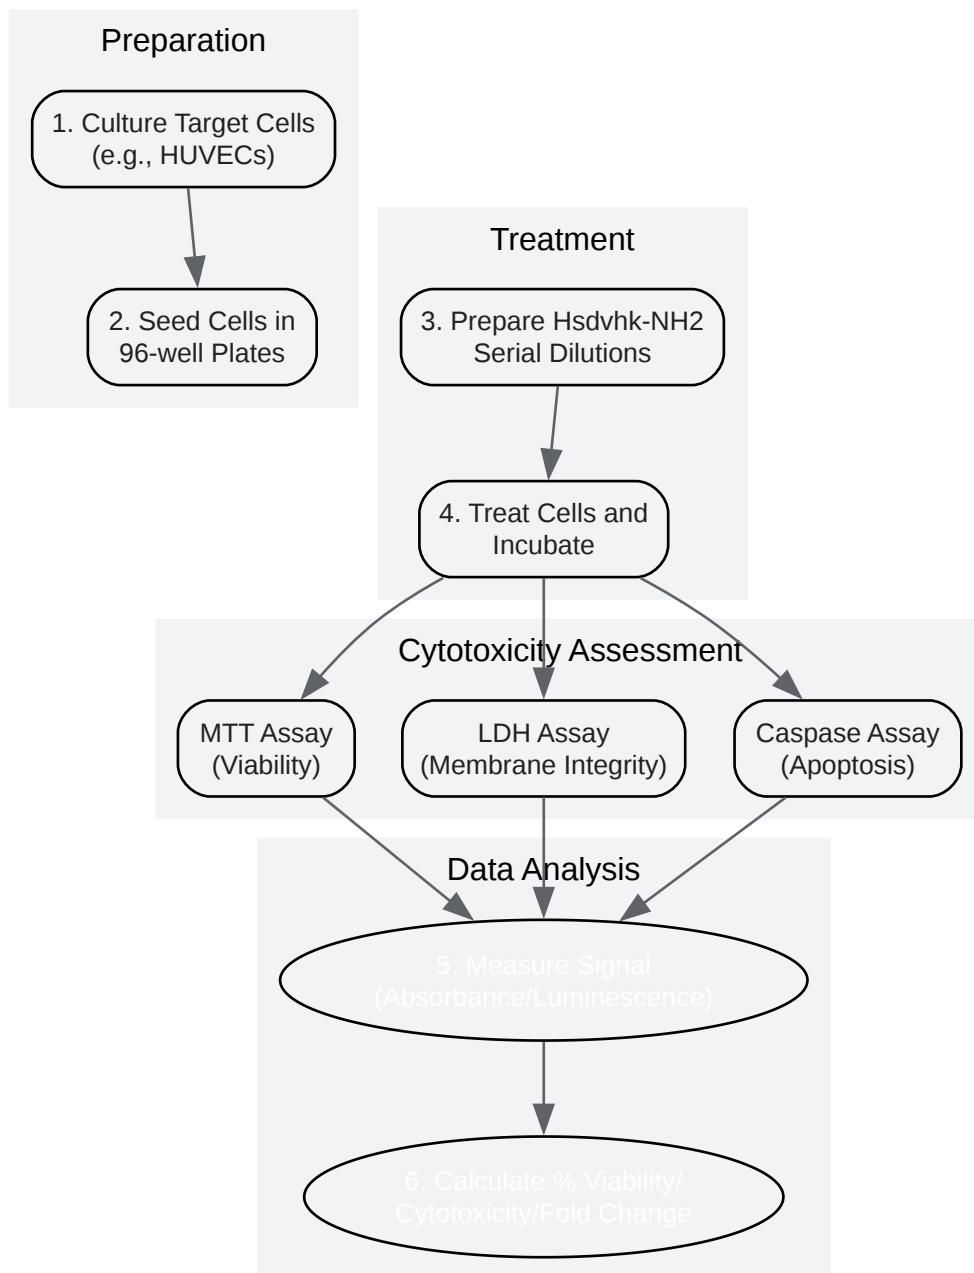 Preparation
1. Culture Target Cells
(e.g., HUVECs)
2. Seed Cells in
96-well Plates
Treatment
3. Prepare Hsdvhk-NH2
Serial Dilutions
4. Treat Cells and
Incubate
Cytotoxicity Assessment
MTT Assay
(Viability)
LDH Assay
(Membrane Integrity)
Caspase Assay
(Apoptosis)
Data Analysis
5. Measure Signal
(Absorbance/Luminescence)
6. Calculate % Viability/
Cytotoxicity/Fold Change